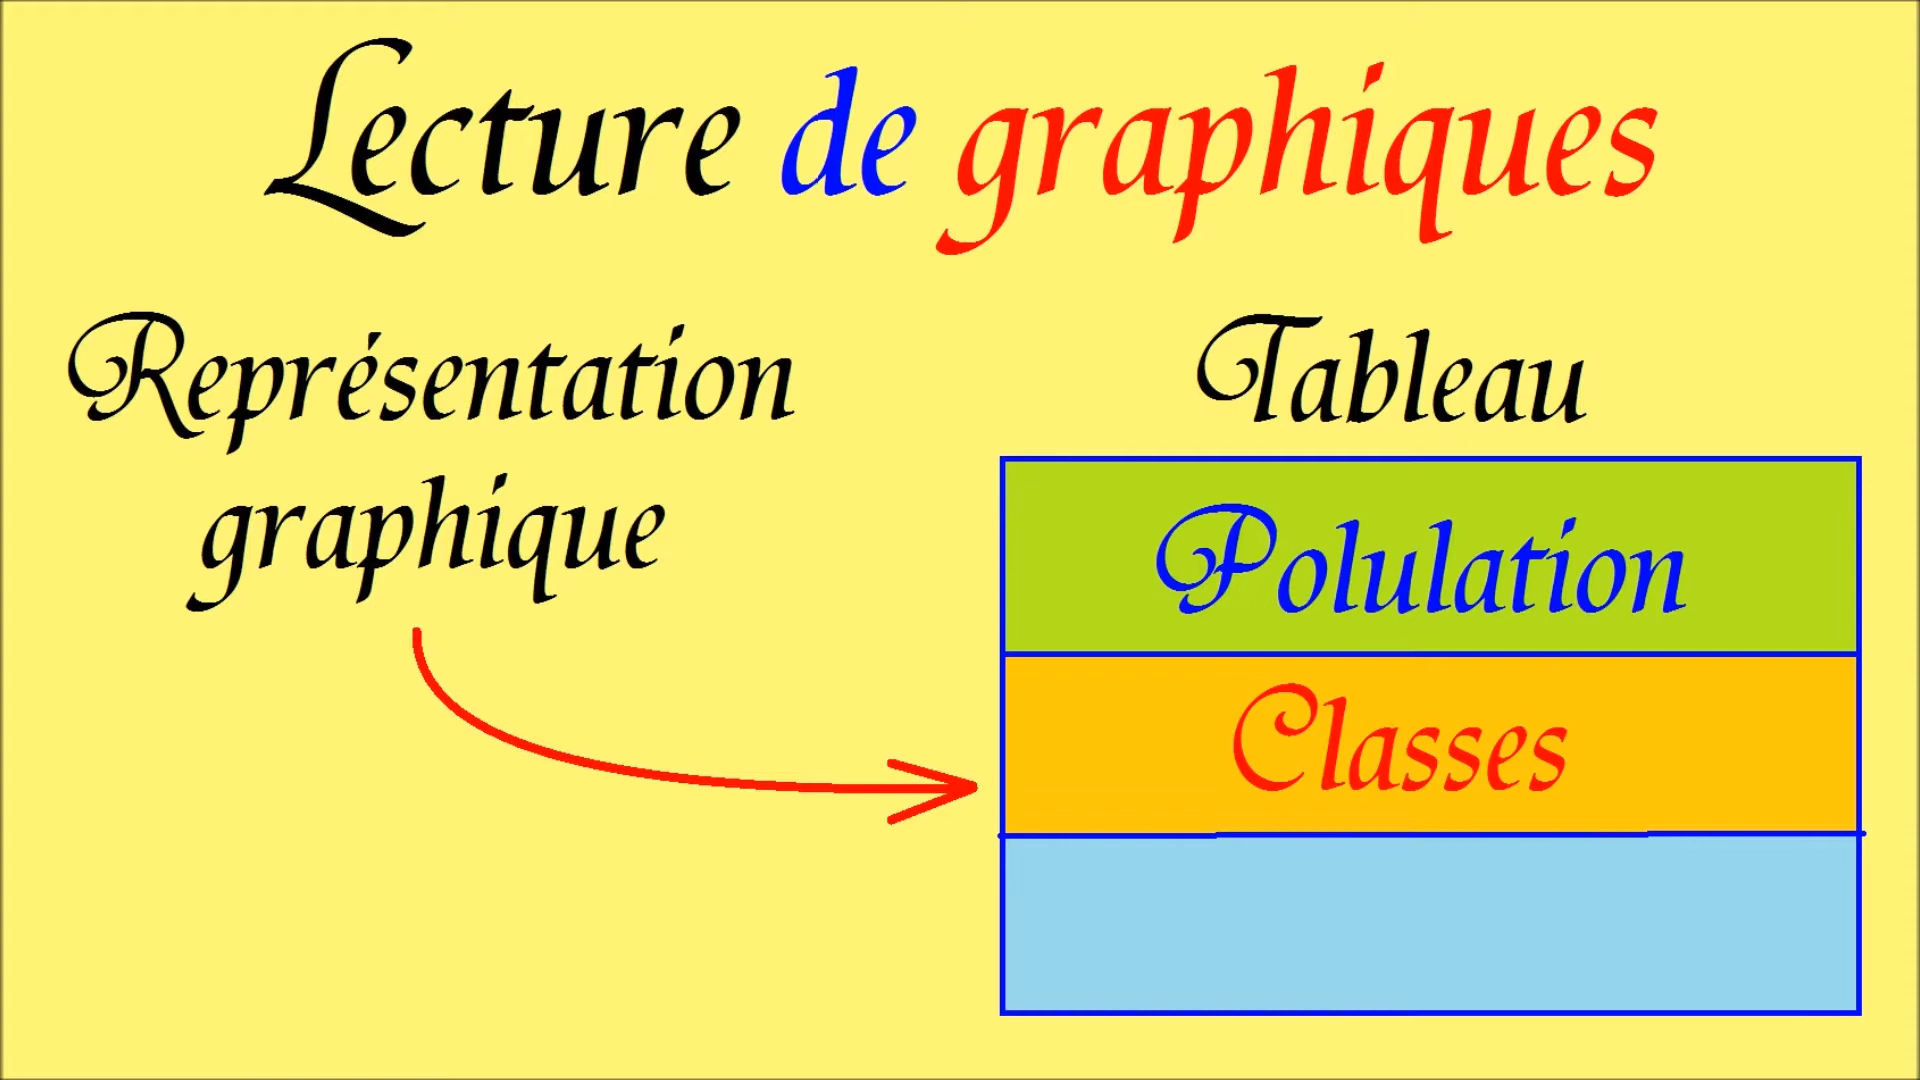 Lecture de graphiques
Représentation
graphique
Tableau
Polulation
Classes